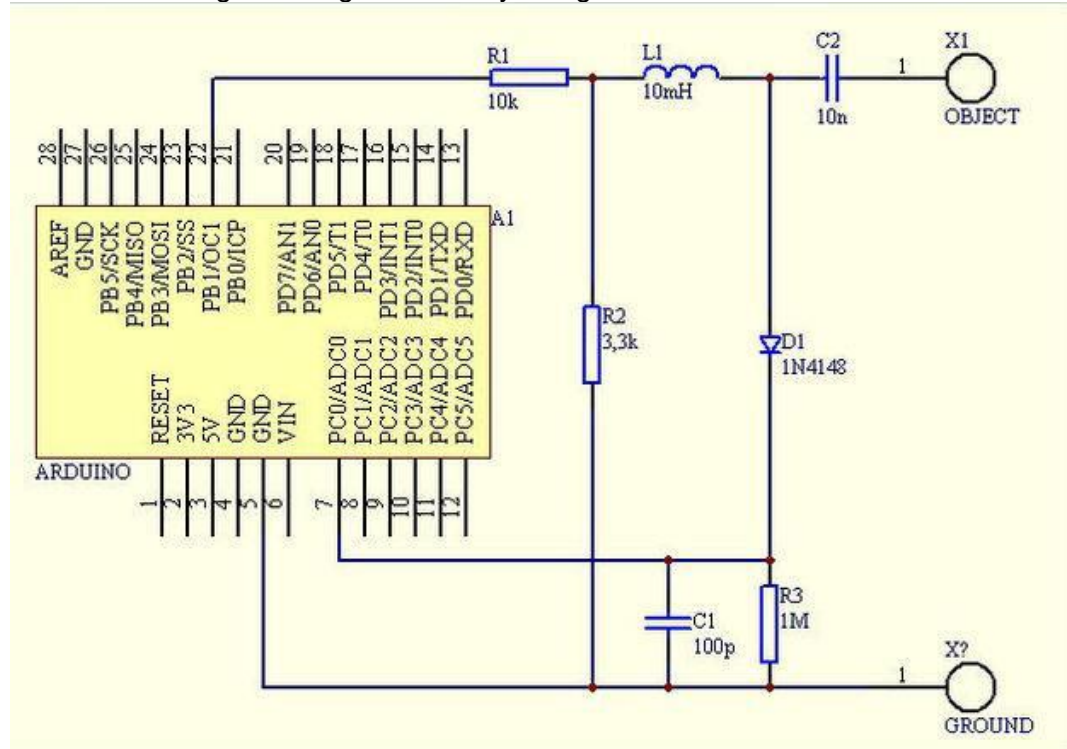 R1
10k
L1
10mH
C2
10n
X1
1
OBJECT
28
27
26
25
24
23
22
21
20
19
18
17
16
15
14
13
A1
AREF
GND
PB5/SCK
PB4/MISO
PB3/MOSI
PB2/SS
PB1/OC1
PB0/ICP
PD7/AN1
PD6/AN0
PD5/T1
PD4/T0
PD3/INT1
PD2/INT0
PD1/TXD
PD0/RXD
R2
3,3k
D1
1N4148
RESET
3V3
5V
GND
GND
VIN
PC0/ADC0
PC1/ADC1
PC2/ADC2
PC3/ADC3
PC4/ADC4
PC5/ADC5
ARDUINO
1
2
3
4
5
6
7
8
9
10
11
12
C1
100p
R3
1M
X?
1
GROUND